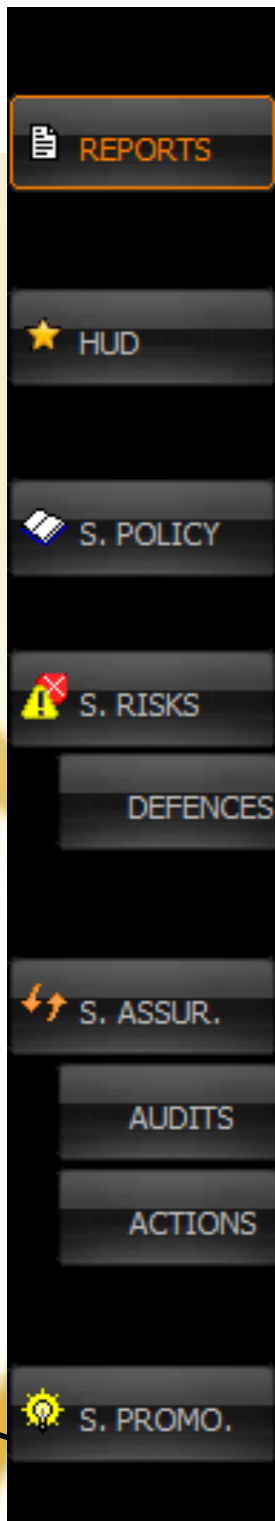 REPORTS
HUD
S. POLICY
S. RISKS
DEFENCES
S. ASSUR.
AUDITS
ACTIONS
S. PROMO.